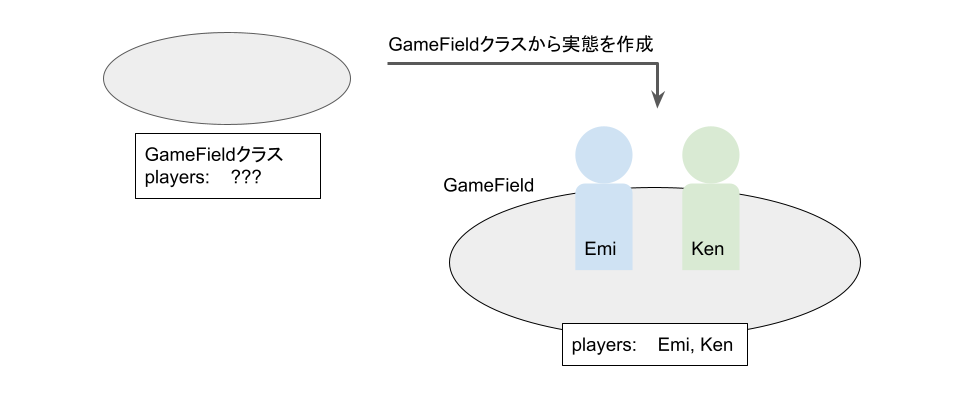 GameFieldクラスから実態を作成
GameFieldクラス
players: ???
GameField
Emi
Ken
players: Emi, Ken